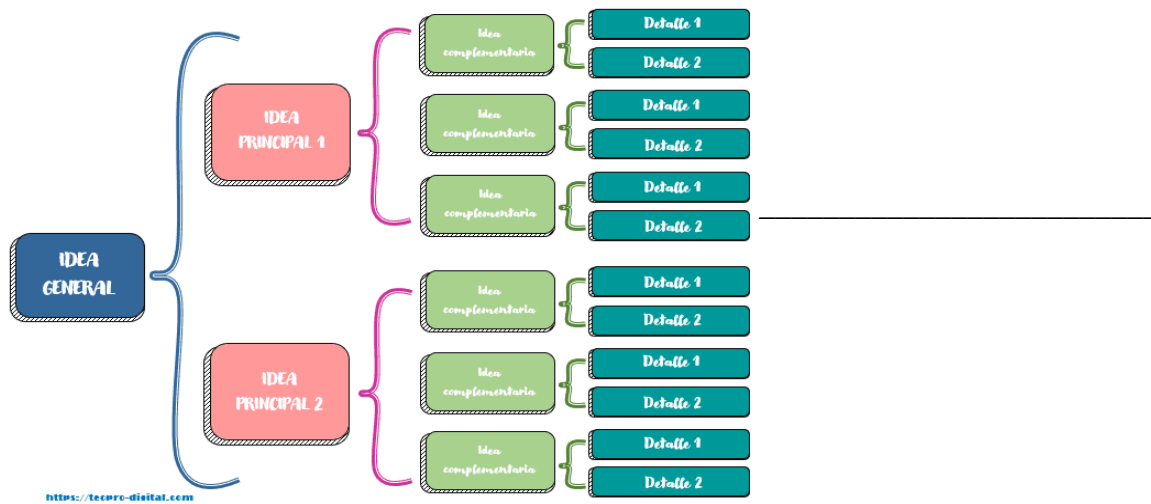 IDEA
GENERAL
IDEA
PRINCIPAL 1
Idea
complementaria
Detalle 1
Detalle 2
Idea
complementaria
Detalle 1
Detalle 2
Idea
complementaria
Detalle 1
Detalle 2
IDEA
PRINCIPAL 2
Idea
complementaria
Detalle 1
Detalle 2
Idea
complementaria
Detalle 1
Detalle 2
Idea
complementaria
Detalle 1
Detalle 2
https://tecpro-digital.com